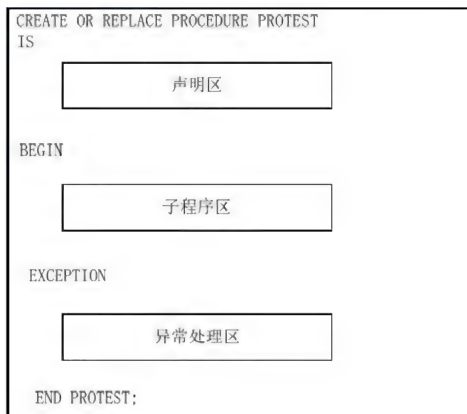 CREATE OR REPLACE PROCEDURE PROTEST
IS
声明区
BEGIN
子程序区
EXCEPTION
异常处理区
END PROTEST;